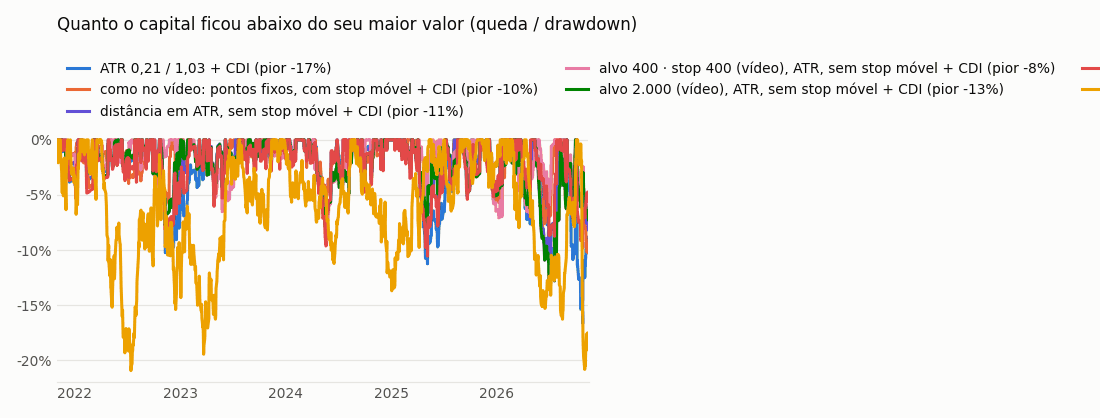 Quanto o capital ficou abaixo do seu maior valor (queda / drawdown)
ATR 0,21 / 1,03 + CDI (pior -17%)
como no vídeo: pontos fixos, com stop móvel + CDI (pior -10%)
distância em ATR, sem stop móvel + CDI (pior -11%)
alvo 400 · stop 400 (vídeo), ATR, sem stop móvel + CDI (pior -8%)
alvo 2.000 (vídeo), ATR, sem stop móvel + CDI (pior -13%)
0%
-5%
-10%
-15%
-20%
2022 2023 2024 2025 2026